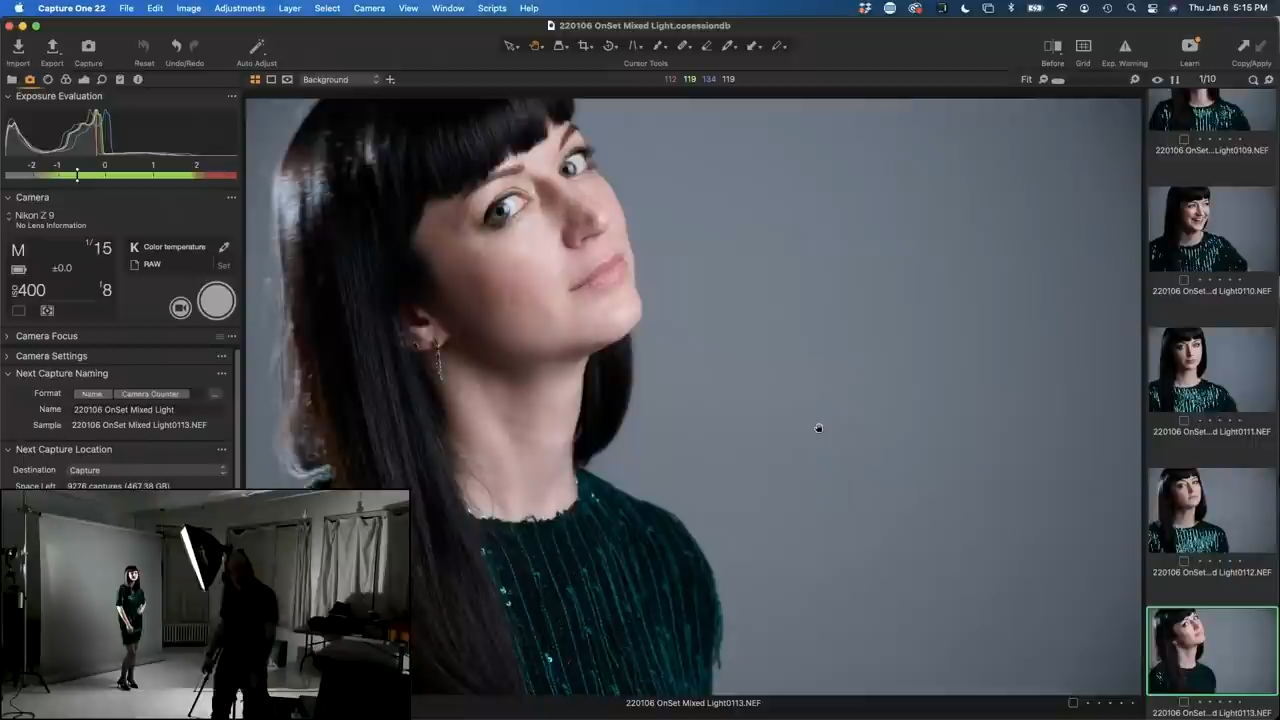 Capture One 22 File Edit Image Adjustments Layer Select Camera View Window Scripts Help Thu Jan 6 5:15 PM
220106 OnSet Mixed Light.cosessiondb
Import Export Capture Reset Undo/Redo Auto Adjust Cursor Tools Before Grid Exp. Warning Learn Copy/Apply
Background 112 119 134 119 Fit 1/10
Exposure Evaluation
-2 -1 0 1 2
Camera
Nikon Z 9
No Lens Information
M 1/15 K Color temperature
±0.0 RAW Set
ISO 400 f 8
Camera Focus
Camera Settings
Next Capture Naming
Format Name Camera Counter ...
Name 220106 OnSet Mixed Light
Sample 220106 OnSet Mixed Light0113.NEF
Next Capture Location
Destination Capture
Space Left 9276 captures (467.38 GB)
220106 OnSet...Light0109.NEF
220106 OnSet...d Light0110.NEF
220106 OnSet...d Light0111.NEF
220106 OnSet...d Light0112.NEF
220106 OnSet...d Light0113.NEF
220106 OnSet Mixed Light0113.NEF